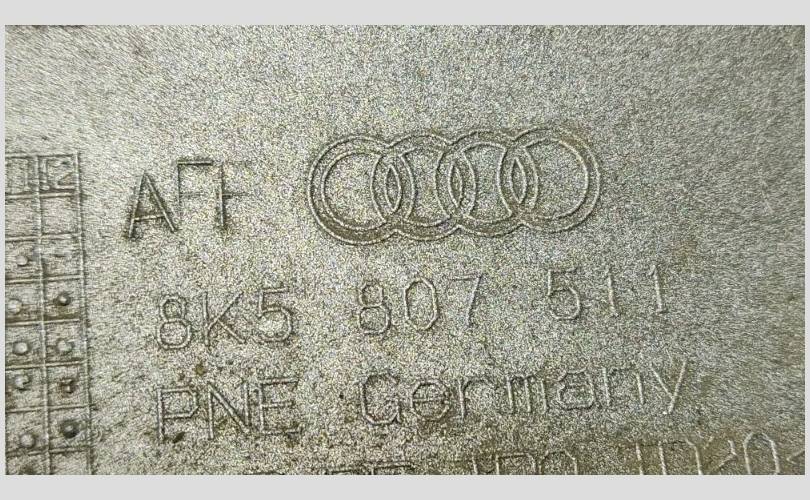 AFF
8K5 807 511
PNE Germany